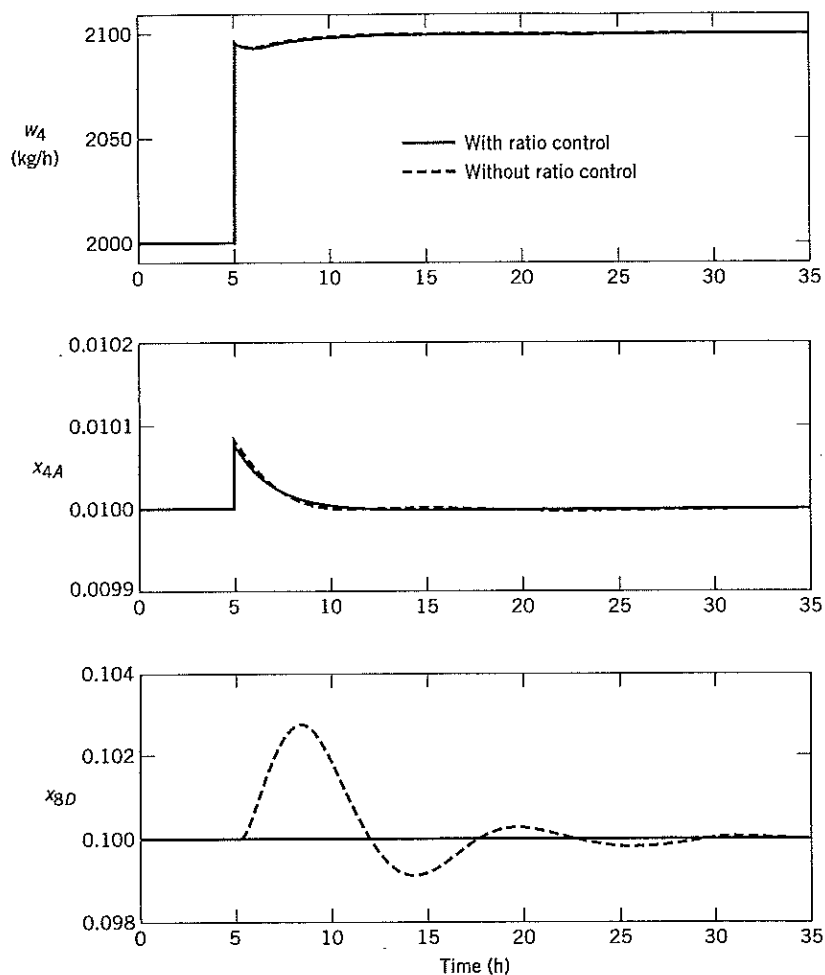 2100
w4
(kg/h)
2050
With ratio control
Without ratio control
2000
0 5 10 15 20 25 30 35
0.0102
0.0101
x4A
0.0100
0.0099
0 5 10 15 20 25 30 35
0.104
0.102
x8D
0.100
0.098
0 5 10 15 20 25 30 35
Time (h)